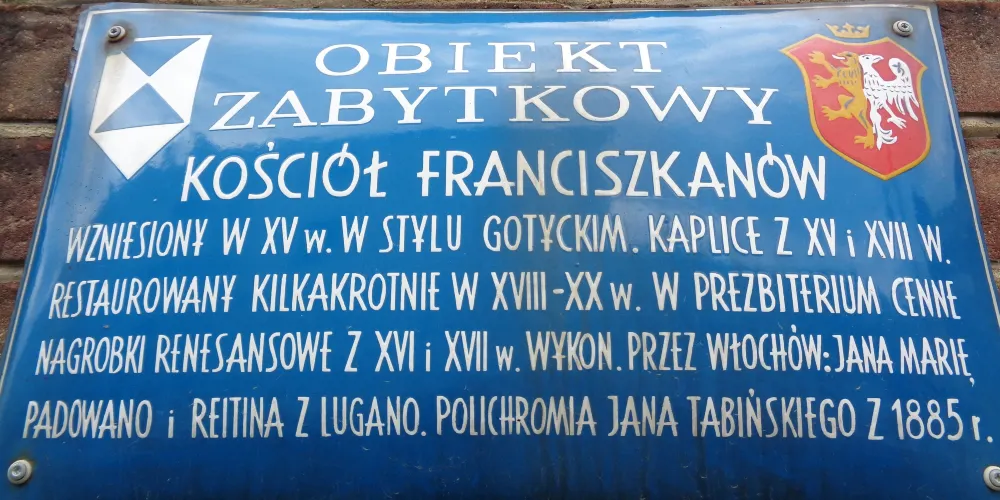 OBIEKT
ZABYTKOWY
KOŚCIÓŁ FRANCISZKANÓW
WZNIESIONY W XV w. W STYLU GOTYCKIM. KAPLICE Z XV i XVII W.
RESTAUROWANY KILKAKROTNIE W XVIII-XX w. W PREZBITERIUM CENNE
NAGROBKI RENESANSOWE Z XVI i XVII w. WYKON. PRZEZ WŁOCHÓW: JANA MARIĘ
PADOWANO i REITINA Z LUGANO. POLICHROMIA JANA TABIŃSKIEGO Z 1885 r.